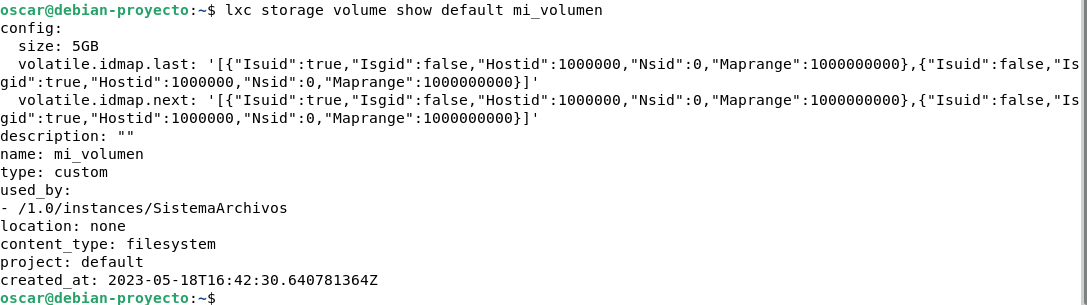 oscar@debian-proyecto:~$ lxc storage volume show default mi_volumen
config:
  size: 5GB
  volatile.idmap.last: '[{"Isuid":true,"Isgid":false,"Hostid":1000000,"Nsid":0,"Maprange":1000000000},{"Isuid":false,"Is
gid":true,"Hostid":1000000,"Nsid":0,"Maprange":1000000000}]'
  volatile.idmap.next: '[{"Isuid":true,"Isgid":false,"Hostid":1000000,"Nsid":0,"Maprange":1000000000},{"Isuid":false,"Is
gid":true,"Hostid":1000000,"Nsid":0,"Maprange":1000000000}]'
description: ""
name: mi_volumen
type: custom
used_by:
- /1.0/instances/SistemaArchivos
location: none
content_type: filesystem
project: default
created_at: 2023-05-18T16:42:30.640781364Z
oscar@debian-proyecto:~$